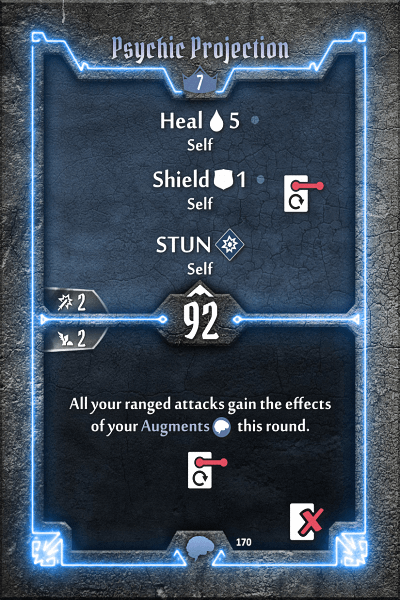 Psychic Projection
7
Heal 5
Self
Shield 1
Self
STUN
Self
2
92
2
All your ranged attacks gain the effects
of your Augments this round.
170